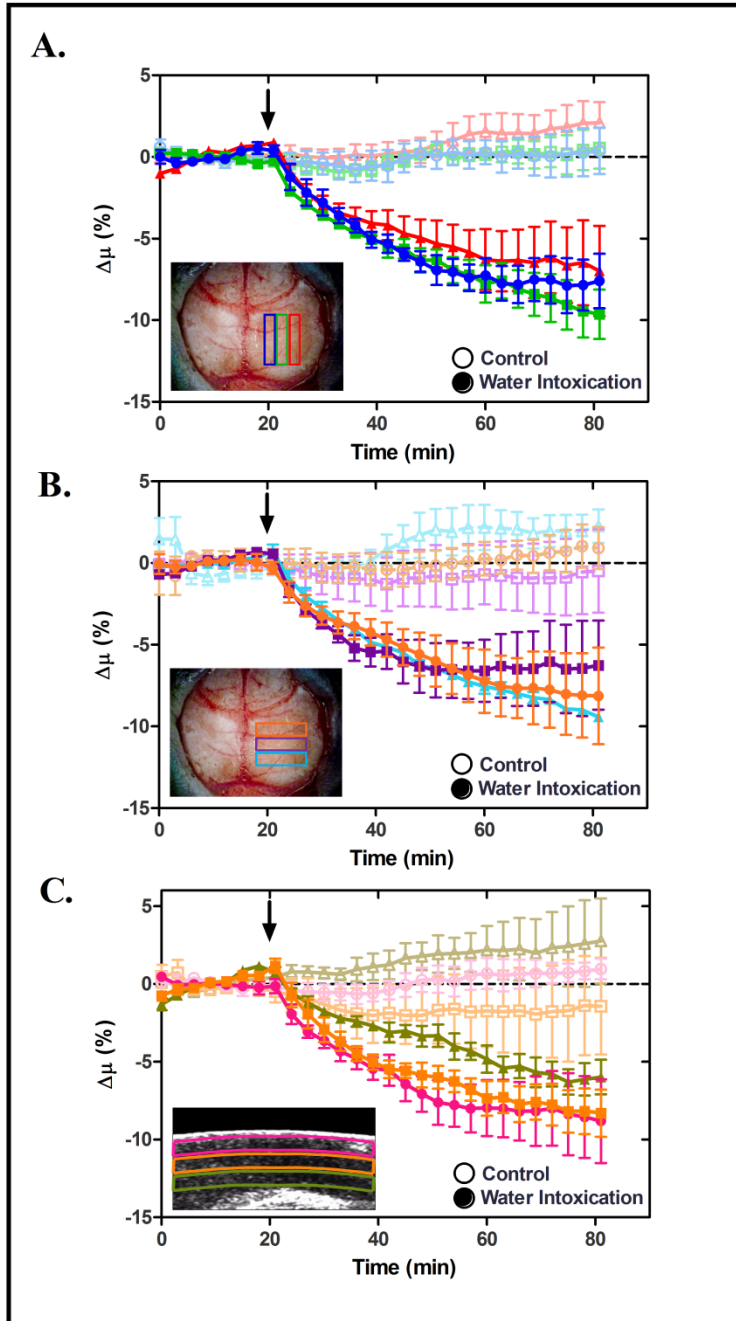 A.
5
0
-5
-10
-15
Δμ (%)
0 20 40 60 80
Time (min)
Control
Water Intoxication
B.
5
0
-5
-10
-15
Δμ (%)
0 20 40 60 80
Time (min)
Control
Water Intoxication
C.
5
0
-5
-10
-15
Δμ (%)
0 20 40 60 80
Time (min)
Control
Water Intoxication